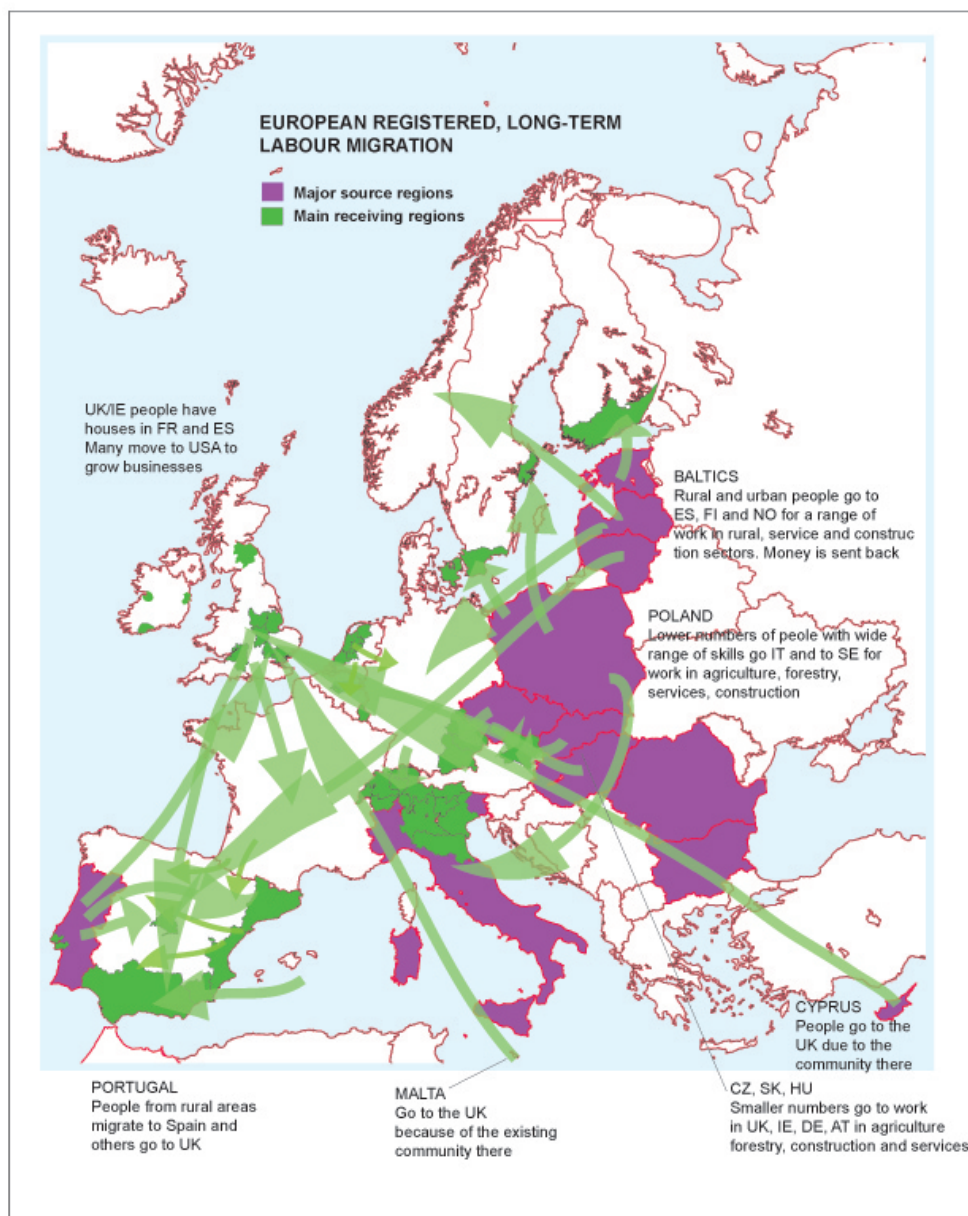 EUROPEAN REGISTERED, LONG-TERM
LABOUR MIGRATION
Major source regions
Main receiving regions
UK/IE people have
houses in FR and ES
Many move to USA to
grow businesses
BALTICS
Rural and urban people go to
ES, FI and NO for a range of
work in rural, service and construc
tion sectors. Money is sent back
POLAND
Lower numbers of peole with wide
range of skills go IT and to SE for
work in agriculture, forestry,
services, construction
CYPRUS
People go to the
UK due to the
community there
PORTUGAL
People from rural areas
migrate to Spain and
others go to UK
MALTA
Go to the UK
because of the existing
community there
CZ, SK, HU
Smaller numbers go to work
in UK, IE, DE, AT in agriculture
forestry, construction and services